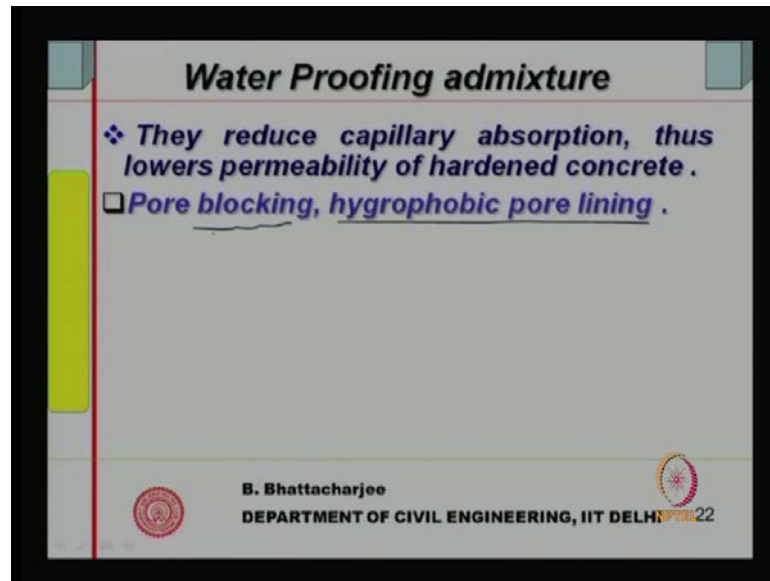 Water Proofing admixture
❖ They reduce capillary absorption, thus
lowers permeability of hardened concrete .
❑Pore blocking, hygrophobic pore lining .
B. Bhattacharjee
DEPARTMENT OF CIVIL ENGINEERING, IIT DELHI
NPTEL
22